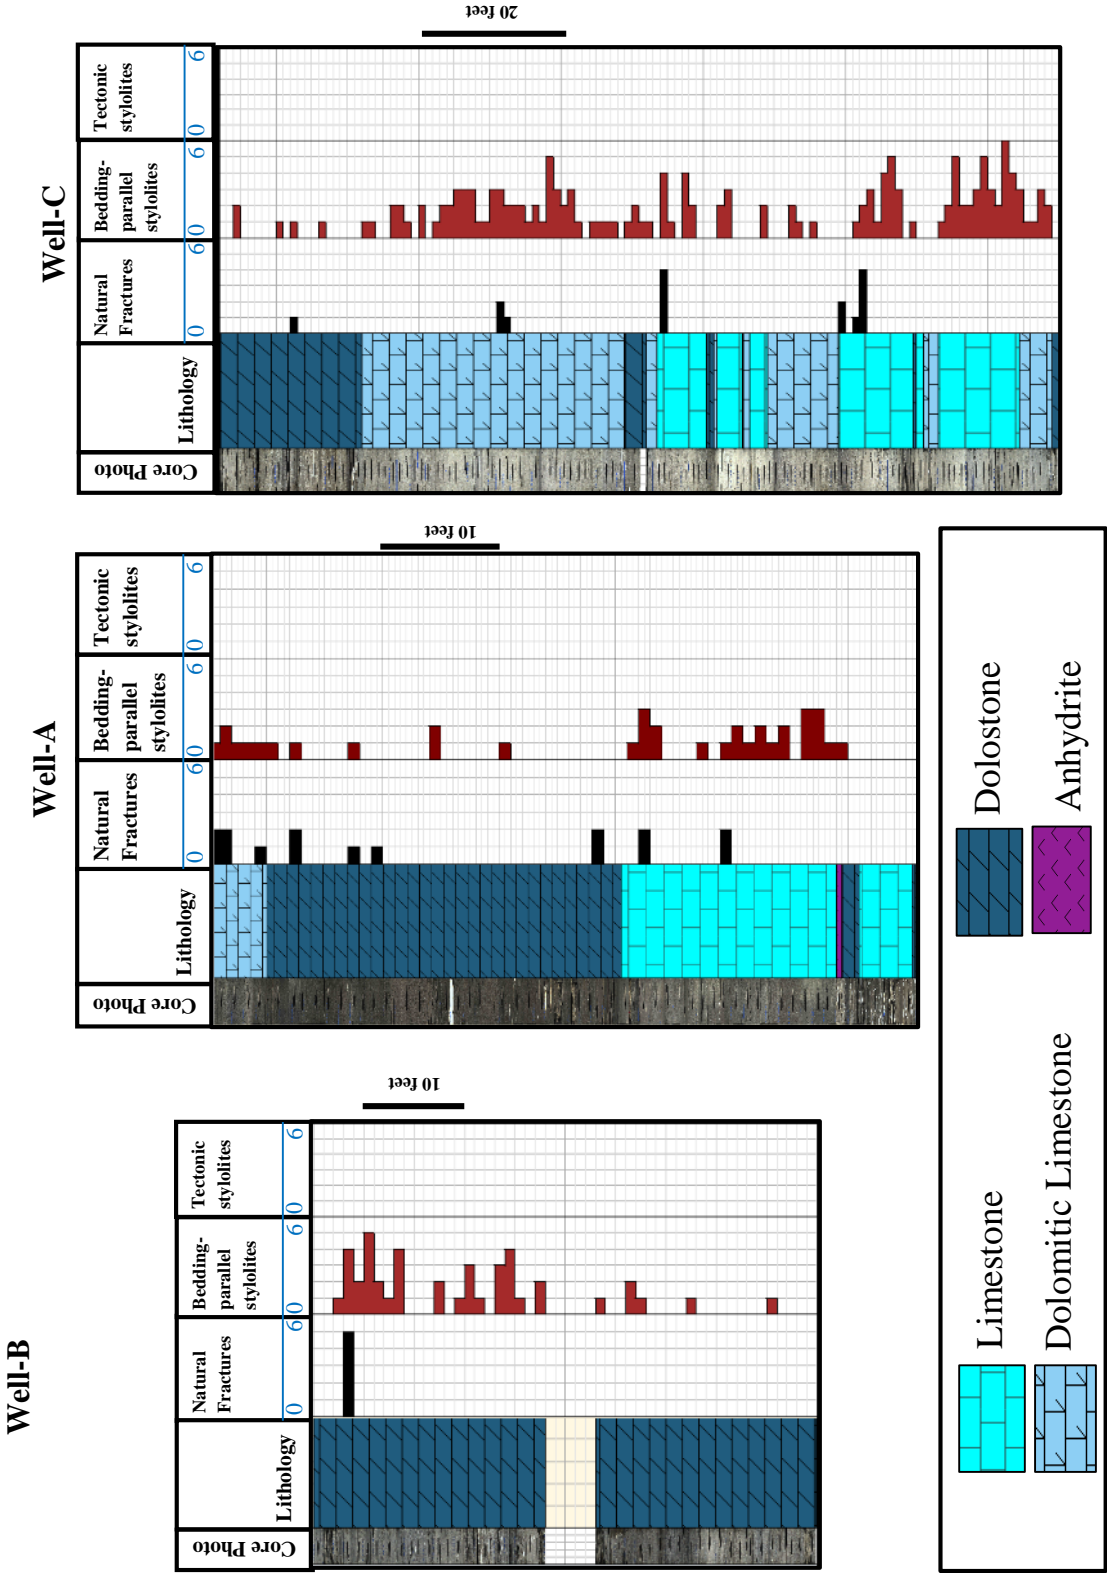 Well-C
Core Photo
Lithology
Natural
Fractures
0 6
Bedding-
parallel
stylolites
0 6
Tectonic
stylolites
0 6
20 feet
Well-A
Core Photo
Lithology
Natural
Fractures
0 6
Bedding-
parallel
stylolites
0 6
Tectonic
stylolites
0 6
10 feet
Well-B
Core Photo
Lithology
Natural
Fractures
0 6
Bedding-
parallel
stylolites
0 6
Tectonic
stylolites
0 6
10 feet
Limestone
Dolostone
Dolomitic Limestone
Anhydrite